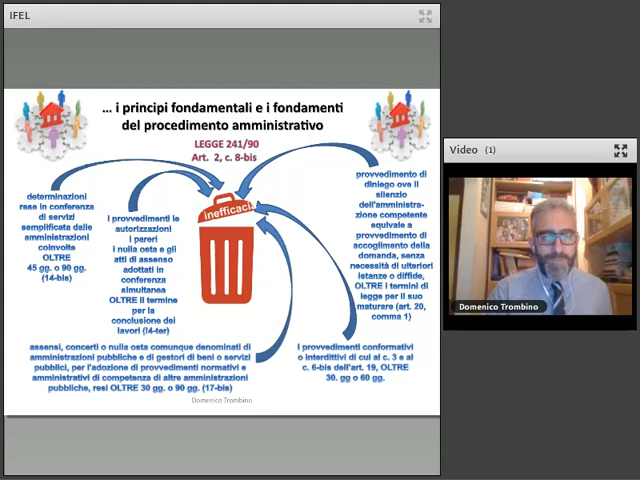 IFEL
... i principi fondamentali e i fondamenti
del procedimento amministrativo
LEGGE 241/90
Art. 2, c. 8-bis
determinazioni
rese in conferenza
di servizi
semplificata dalle
amministrazioni
coinvolte
OLTRE
45 gg. o 90 gg.
(14-bis)
i provvedimenti le
autorizzazioni
i pareri
i nulla osta e gli
atti di assenso
adottati in
conferenza
simultanea
OLTRE il termine
per la
conclusione dei
lavori (14-ter)
inefficaci
provvedimento di
diniego ove il
silenzio
dell'amministra-
zione competente
equivale a
provvedimento di
accoglimento della
domanda, senza
necessità di ulteriori
istanze o diffide,
OLTRE i termini di
legge per il suo
maturare (art. 20,
comma 1)
assensi, concerti o nulla osta comunque denominati di
amministrazioni pubbliche e di gestori di beni o servizi
pubblici, per l'adozione di provvedimenti normativi e
amministrativi di competenza di altre amministrazioni
pubbliche, resi OLTRE 30 gg. o 90 gg. (17-bis)
i provvedimenti conformativi
o interdittivi di cui al c. 3 e al
c. 6-bis dell'art. 19, OLTRE
30. gg o 60 gg.
Domenico Trombino
Video (1)
Domenico Trombino